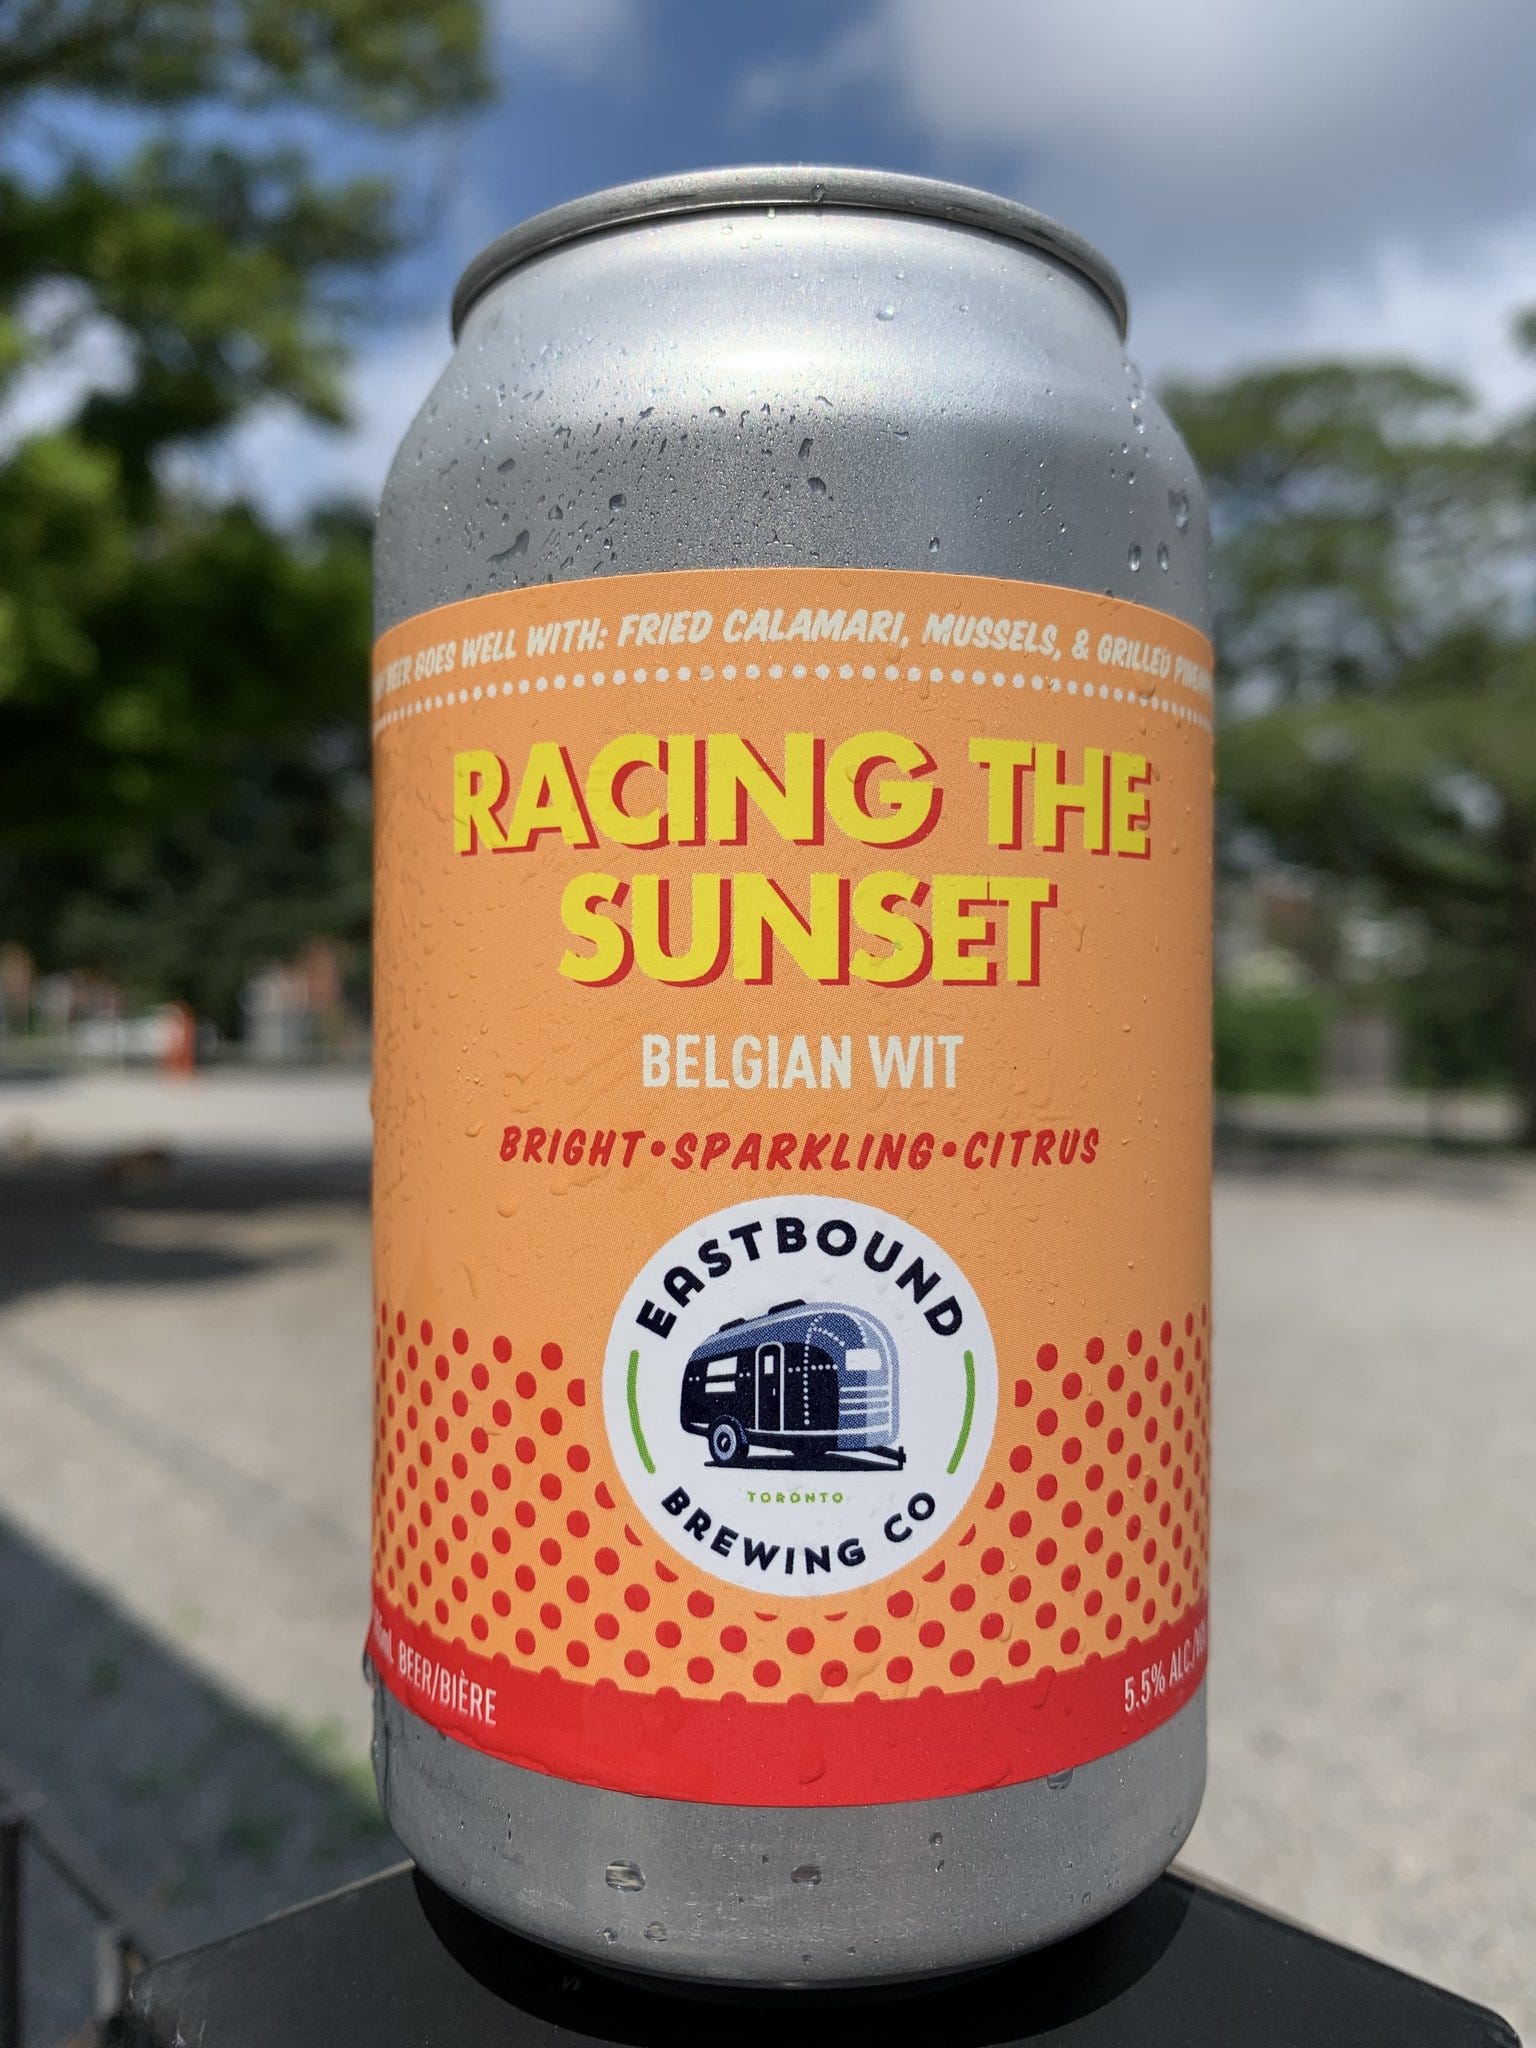 BEER GOES WELL WITH: FRIED CALAMARI, MUSSELS, & GRILLED
RACING THE
SUNSET
BELGIAN WIT
BRIGHT•SPARKLING•CITRUS
EASTBOUND
TORONTO
BREWING CO
mL BEER/BIÈRE
5.5% ALC./